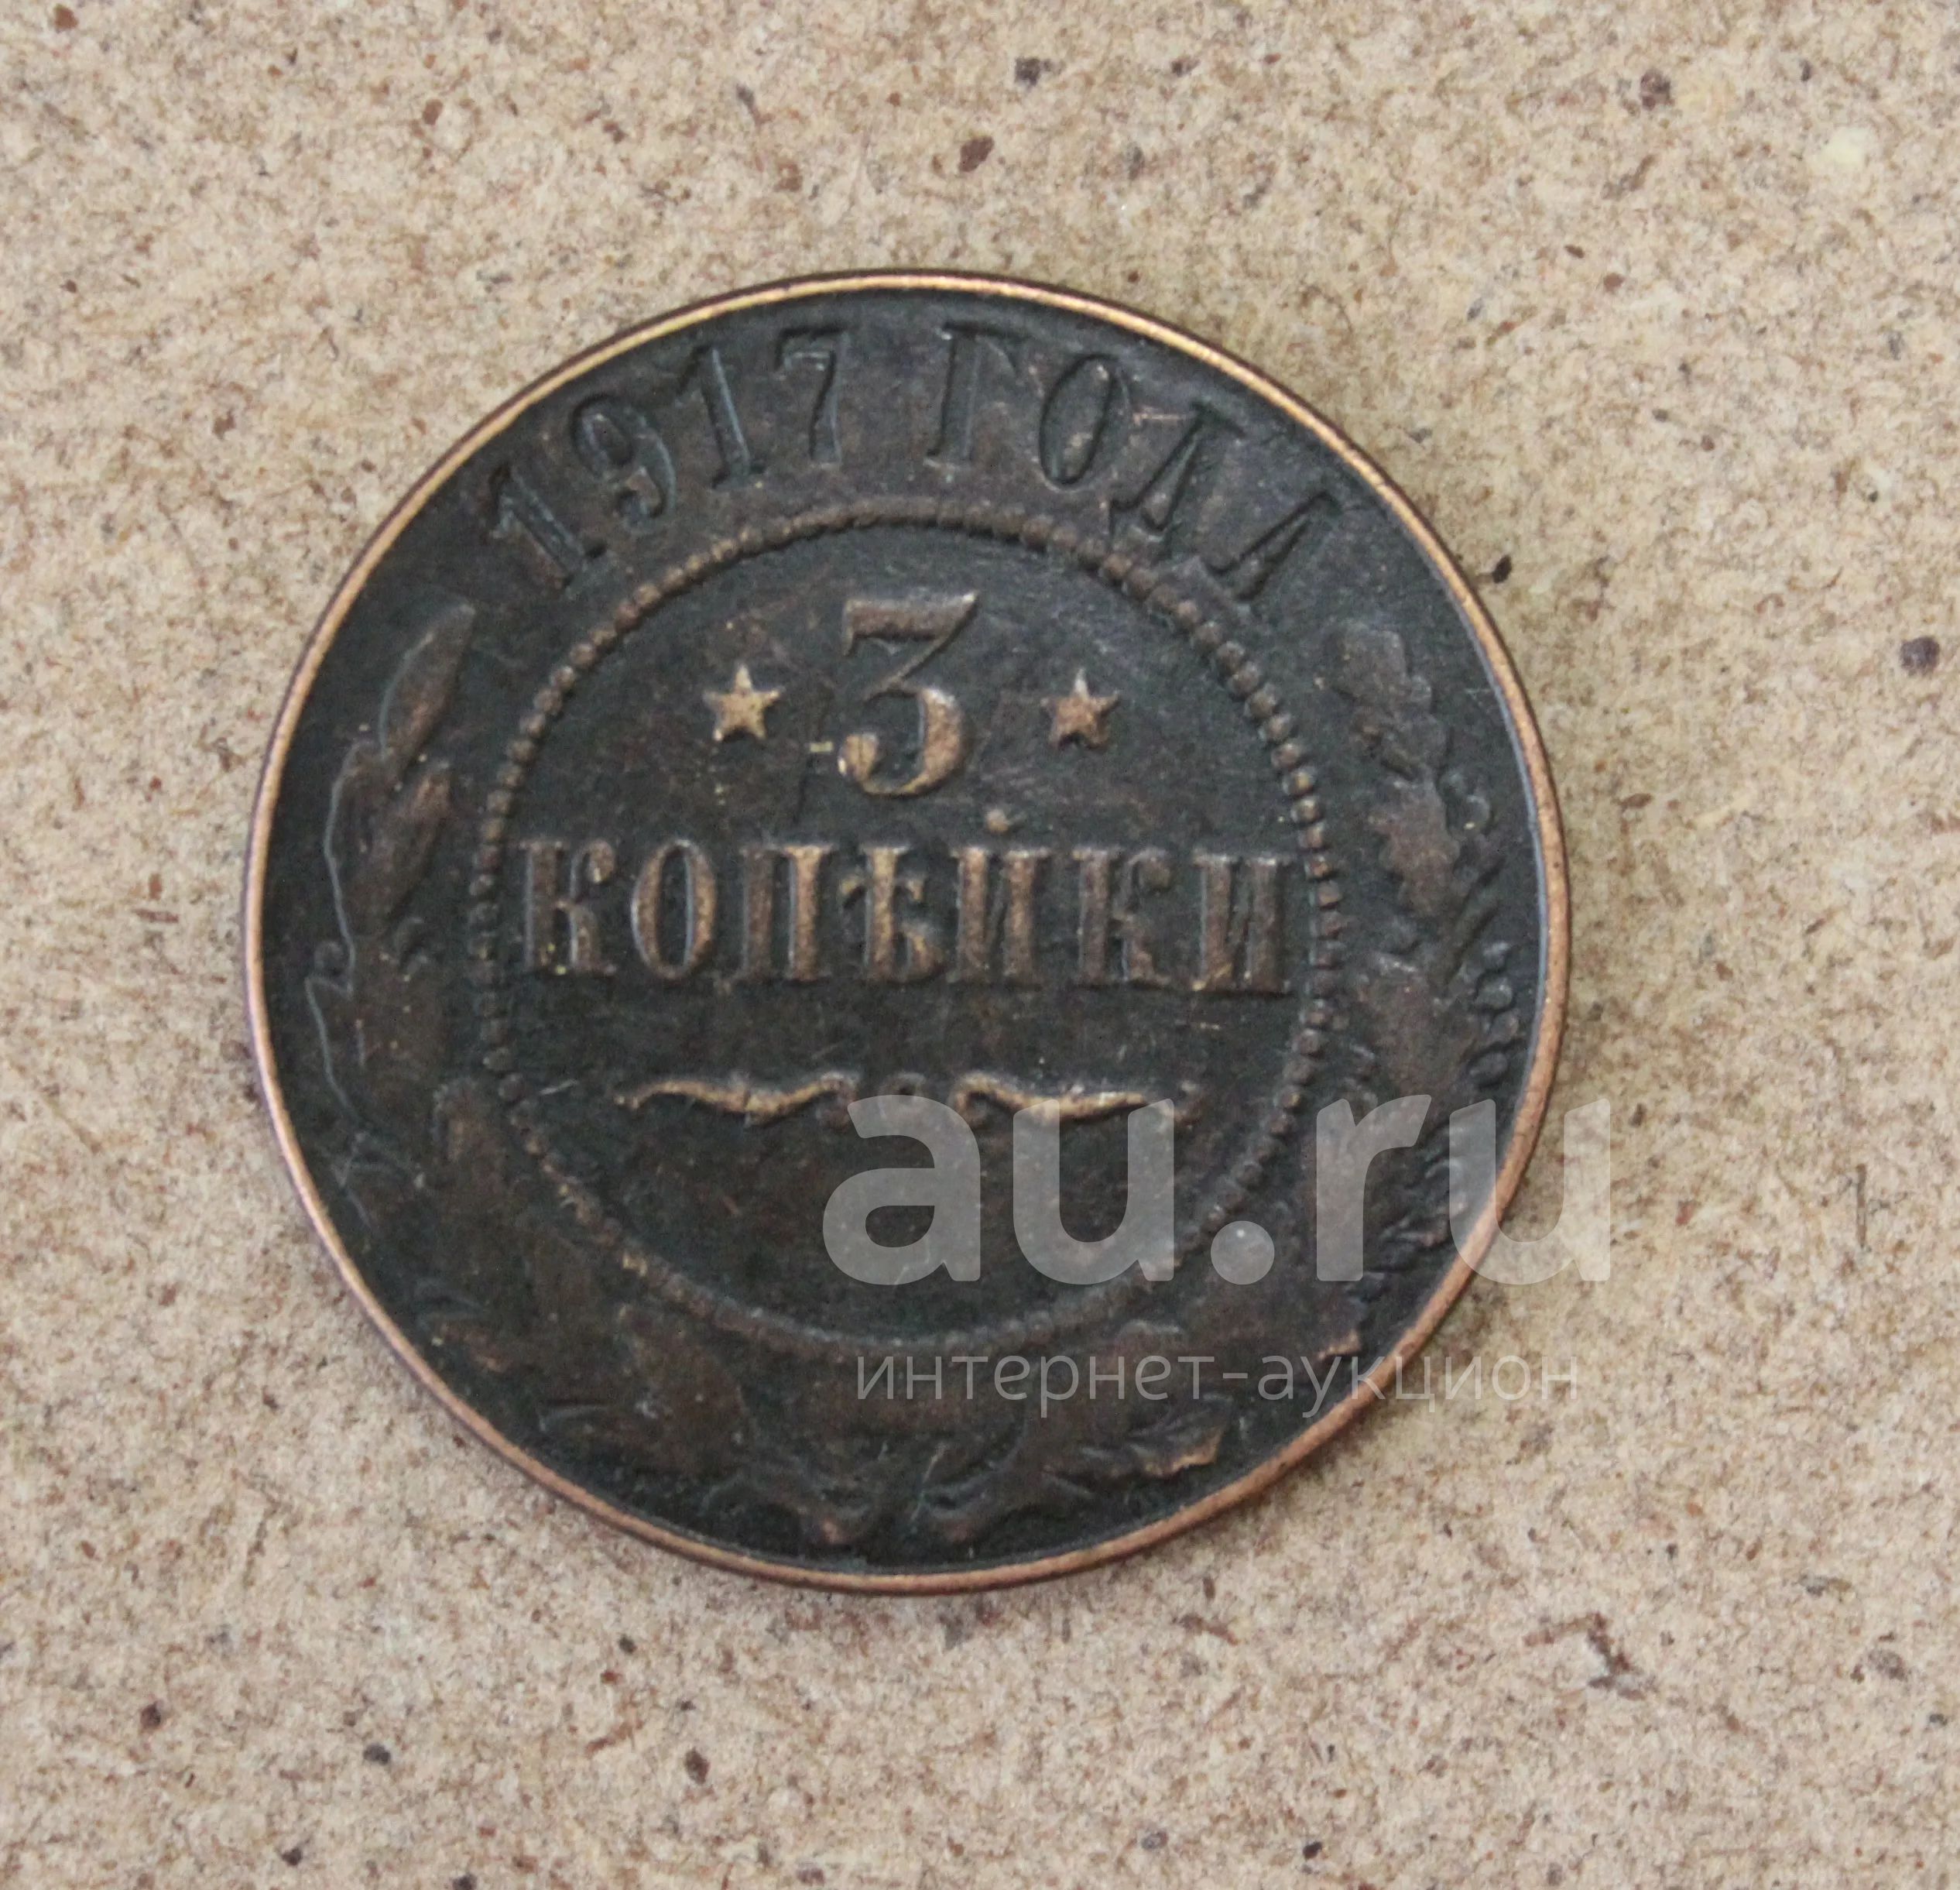 1917 ГОДА
★ 3 ★
КОПѢЙКИ
au.ru
интернет-аукцион